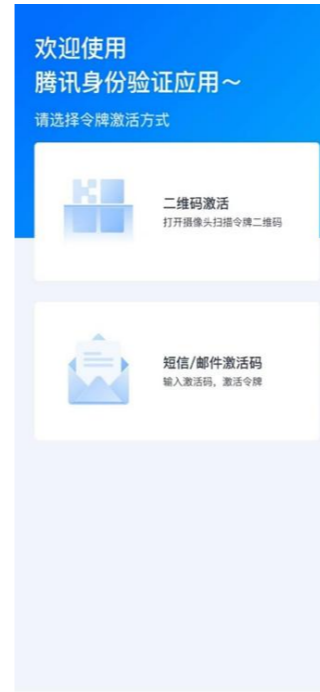 欢迎使用
腾讯身份验证应用～
请选择令牌激活方式
二维码激活
打开摄像头扫描令牌二维码
短信/邮件激活码
输入激活码，激活令牌